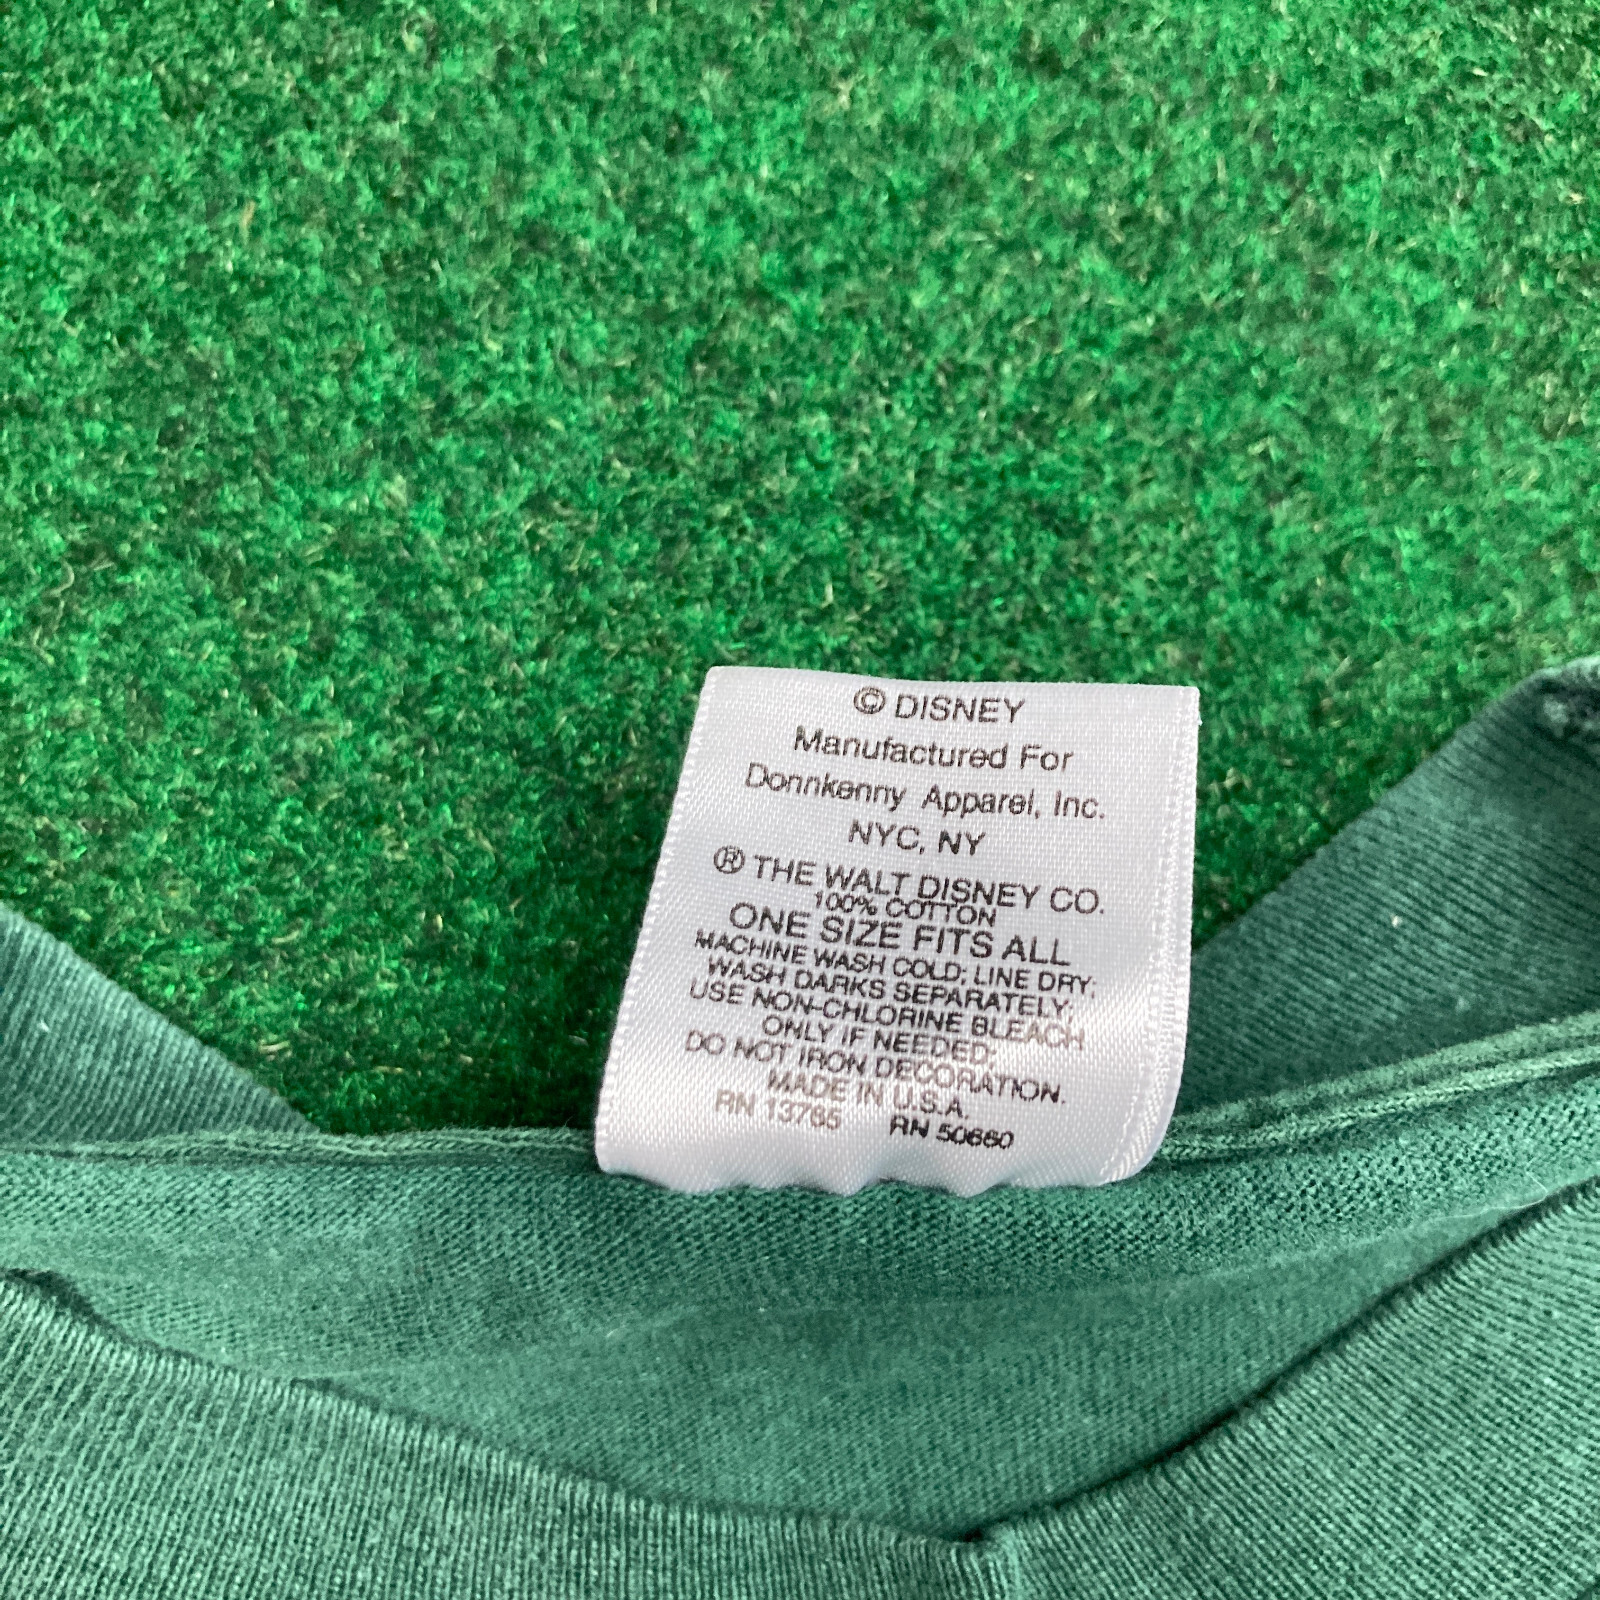 © DISNEY
Manufactured For
Donnkenny Apparel, Inc.
NYC, NY
® THE WALT DISNEY CO.
100% COTTON
ONE SIZE FITS ALL
MACHINE WASH COLD; LINE DRY;
WASH DARKS SEPARATELY;
USE NON-CHLORINE BLEACH
ONLY IF NEEDED;
DO NOT IRON DECORATION.
MADE IN U.S.A.
RN 13765 RN 50660